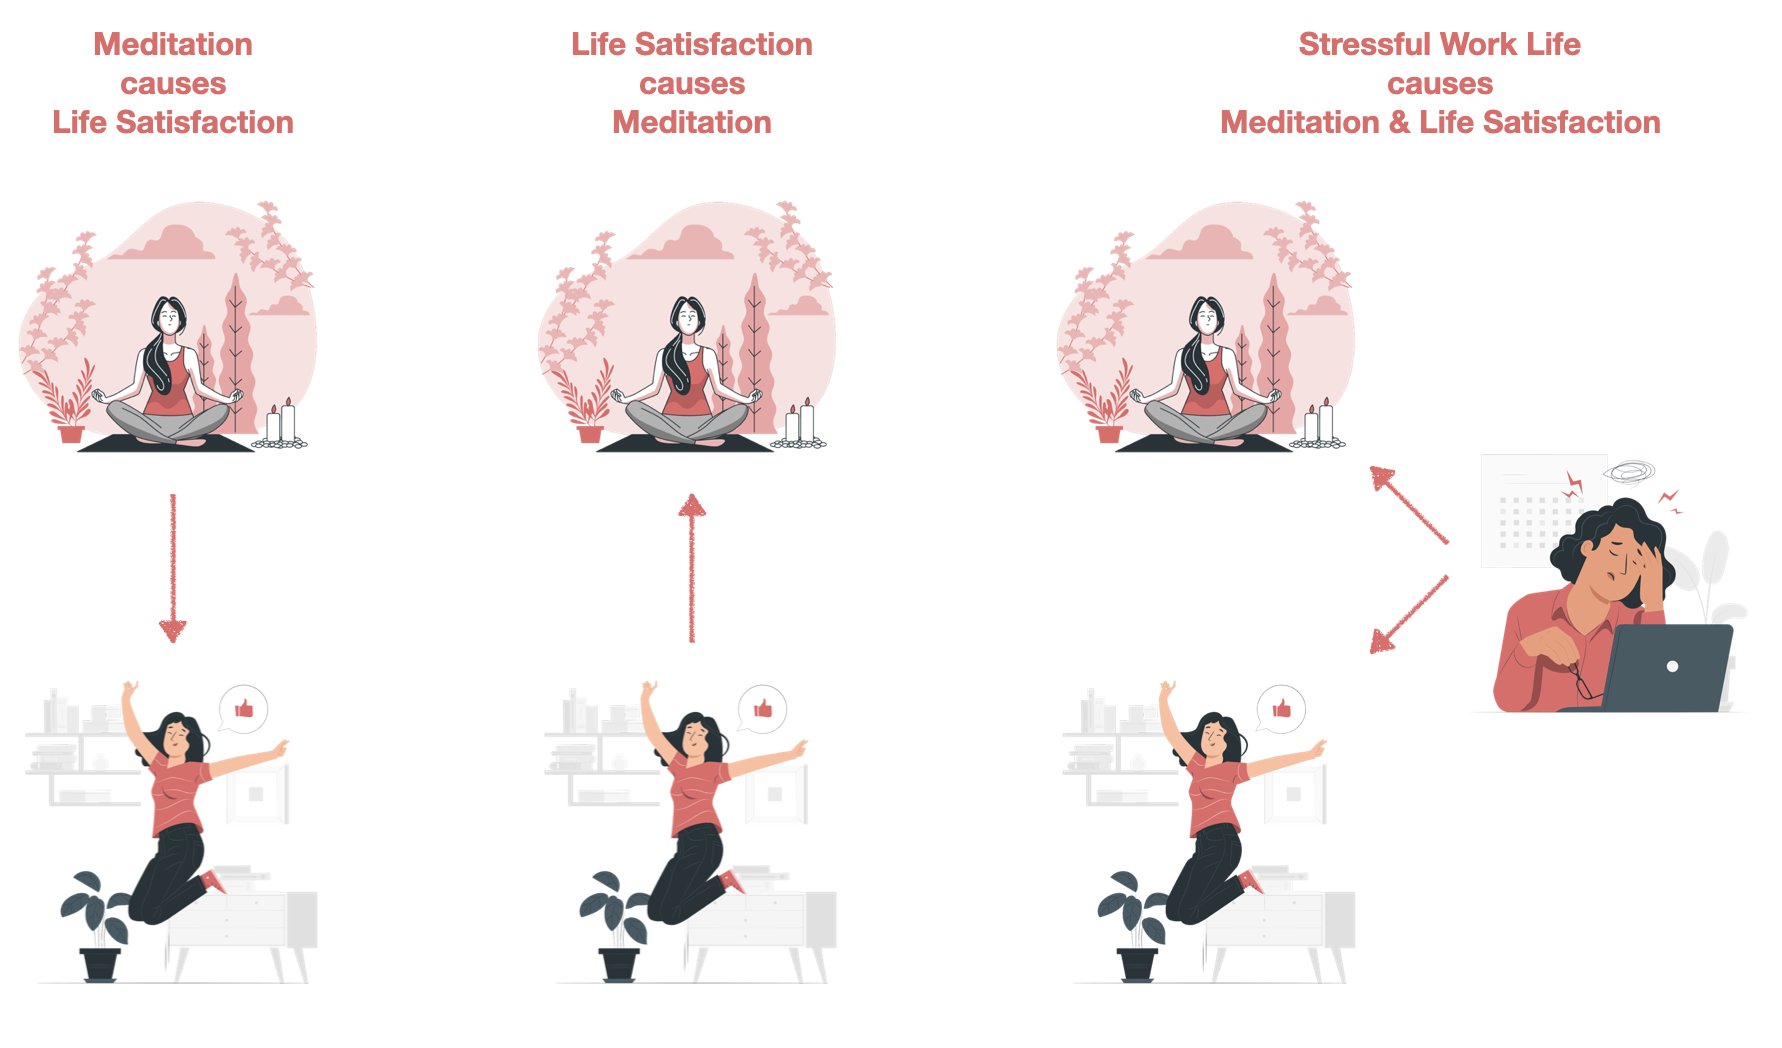 Meditation
causes
Life Satisfaction
Life Satisfaction
causes
Meditation
Stressful Work Life
causes
Meditation & Life Satisfaction